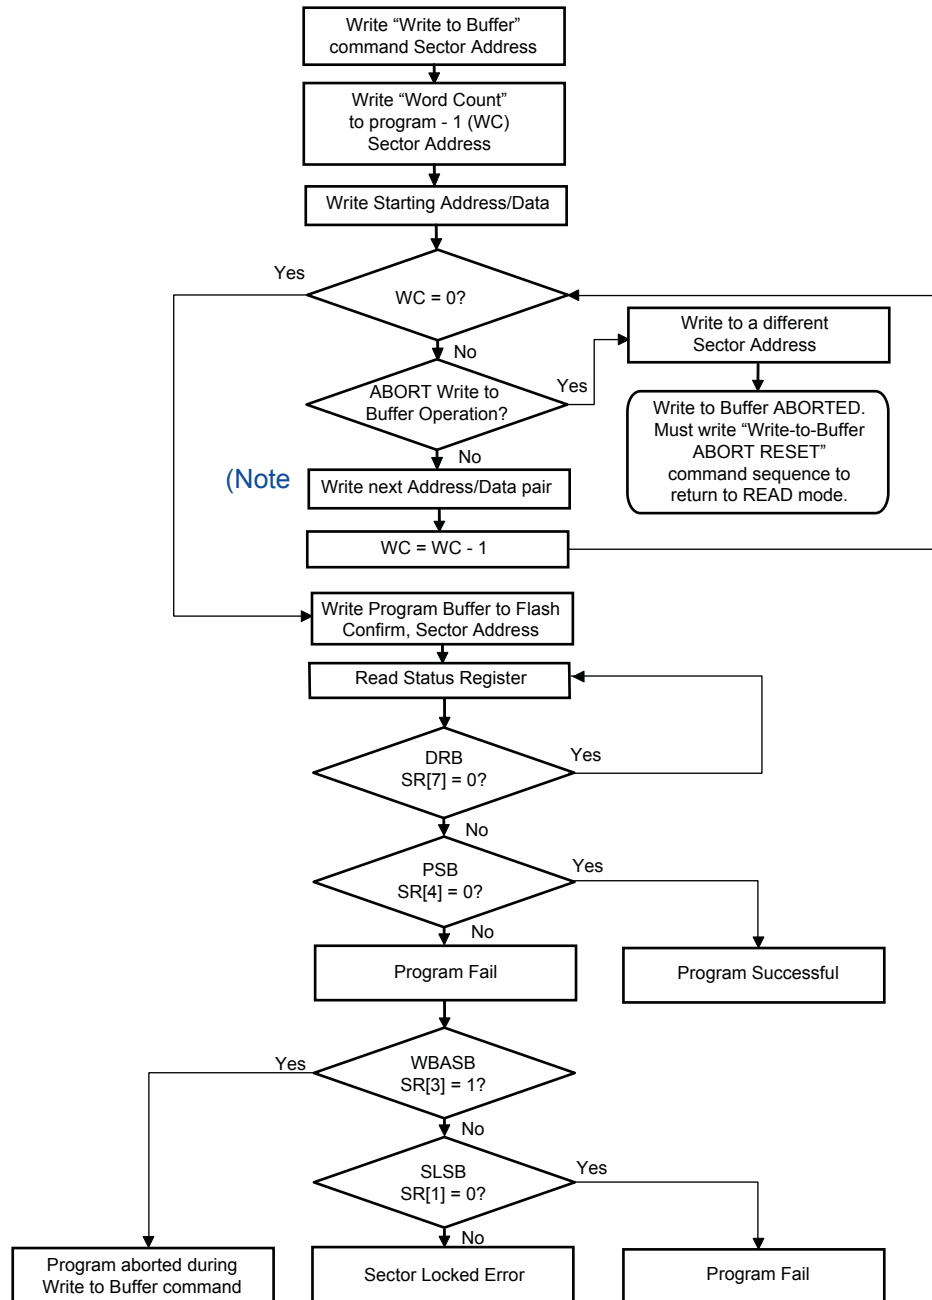 Write “Write to Buffer”
command Sector Address
Write “Word Count”
to program - 1 (WC)
Sector Address
Write Starting Address/Data
Yes
WC = 0?
No
Write to a different
Sector Address
ABORT Write to
Buffer Operation?
Yes
Write to Buffer ABORTED.
Must write “Write-to-Buffer
ABORT RESET”
command sequence to
return to READ mode.
No
(Note
Write next Address/Data pair
WC = WC - 1
Write Program Buffer to Flash
Confirm, Sector Address
Read Status Register
DRB
SR[7] = 0?
Yes
No
PSB
SR[4] = 0?
Yes
No
Program Fail
Program Successful
Yes
WBASB
SR[3] = 1?
No
SLSB
SR[1] = 0?
Yes
No
Program aborted during
Write to Buffer command
Sector Locked Error
Program Fail